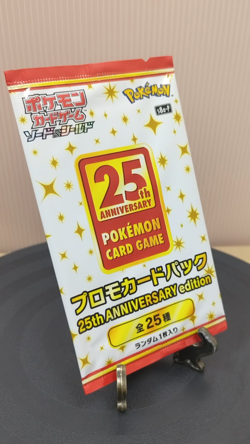 ポケモン
カードゲーム
ソード&シールド
Pokémon
s8a-P
25th
ANNIVERSARY
POKÉMON
CARD GAME
プロモカードパック
25th ANNIVERSARY edition
全25種
ランダム1枚入り